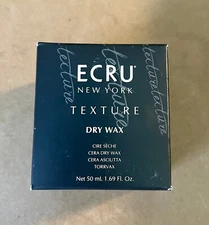 texture
texture texture
ECRU®
NEW YORK
TEXTURE
DRY WAX
CIRE SÈCHE
CERA DRY WAX
CERA ASCIUTTA
TORRVAX
Net 50 mL 1.69 Fl. Oz.